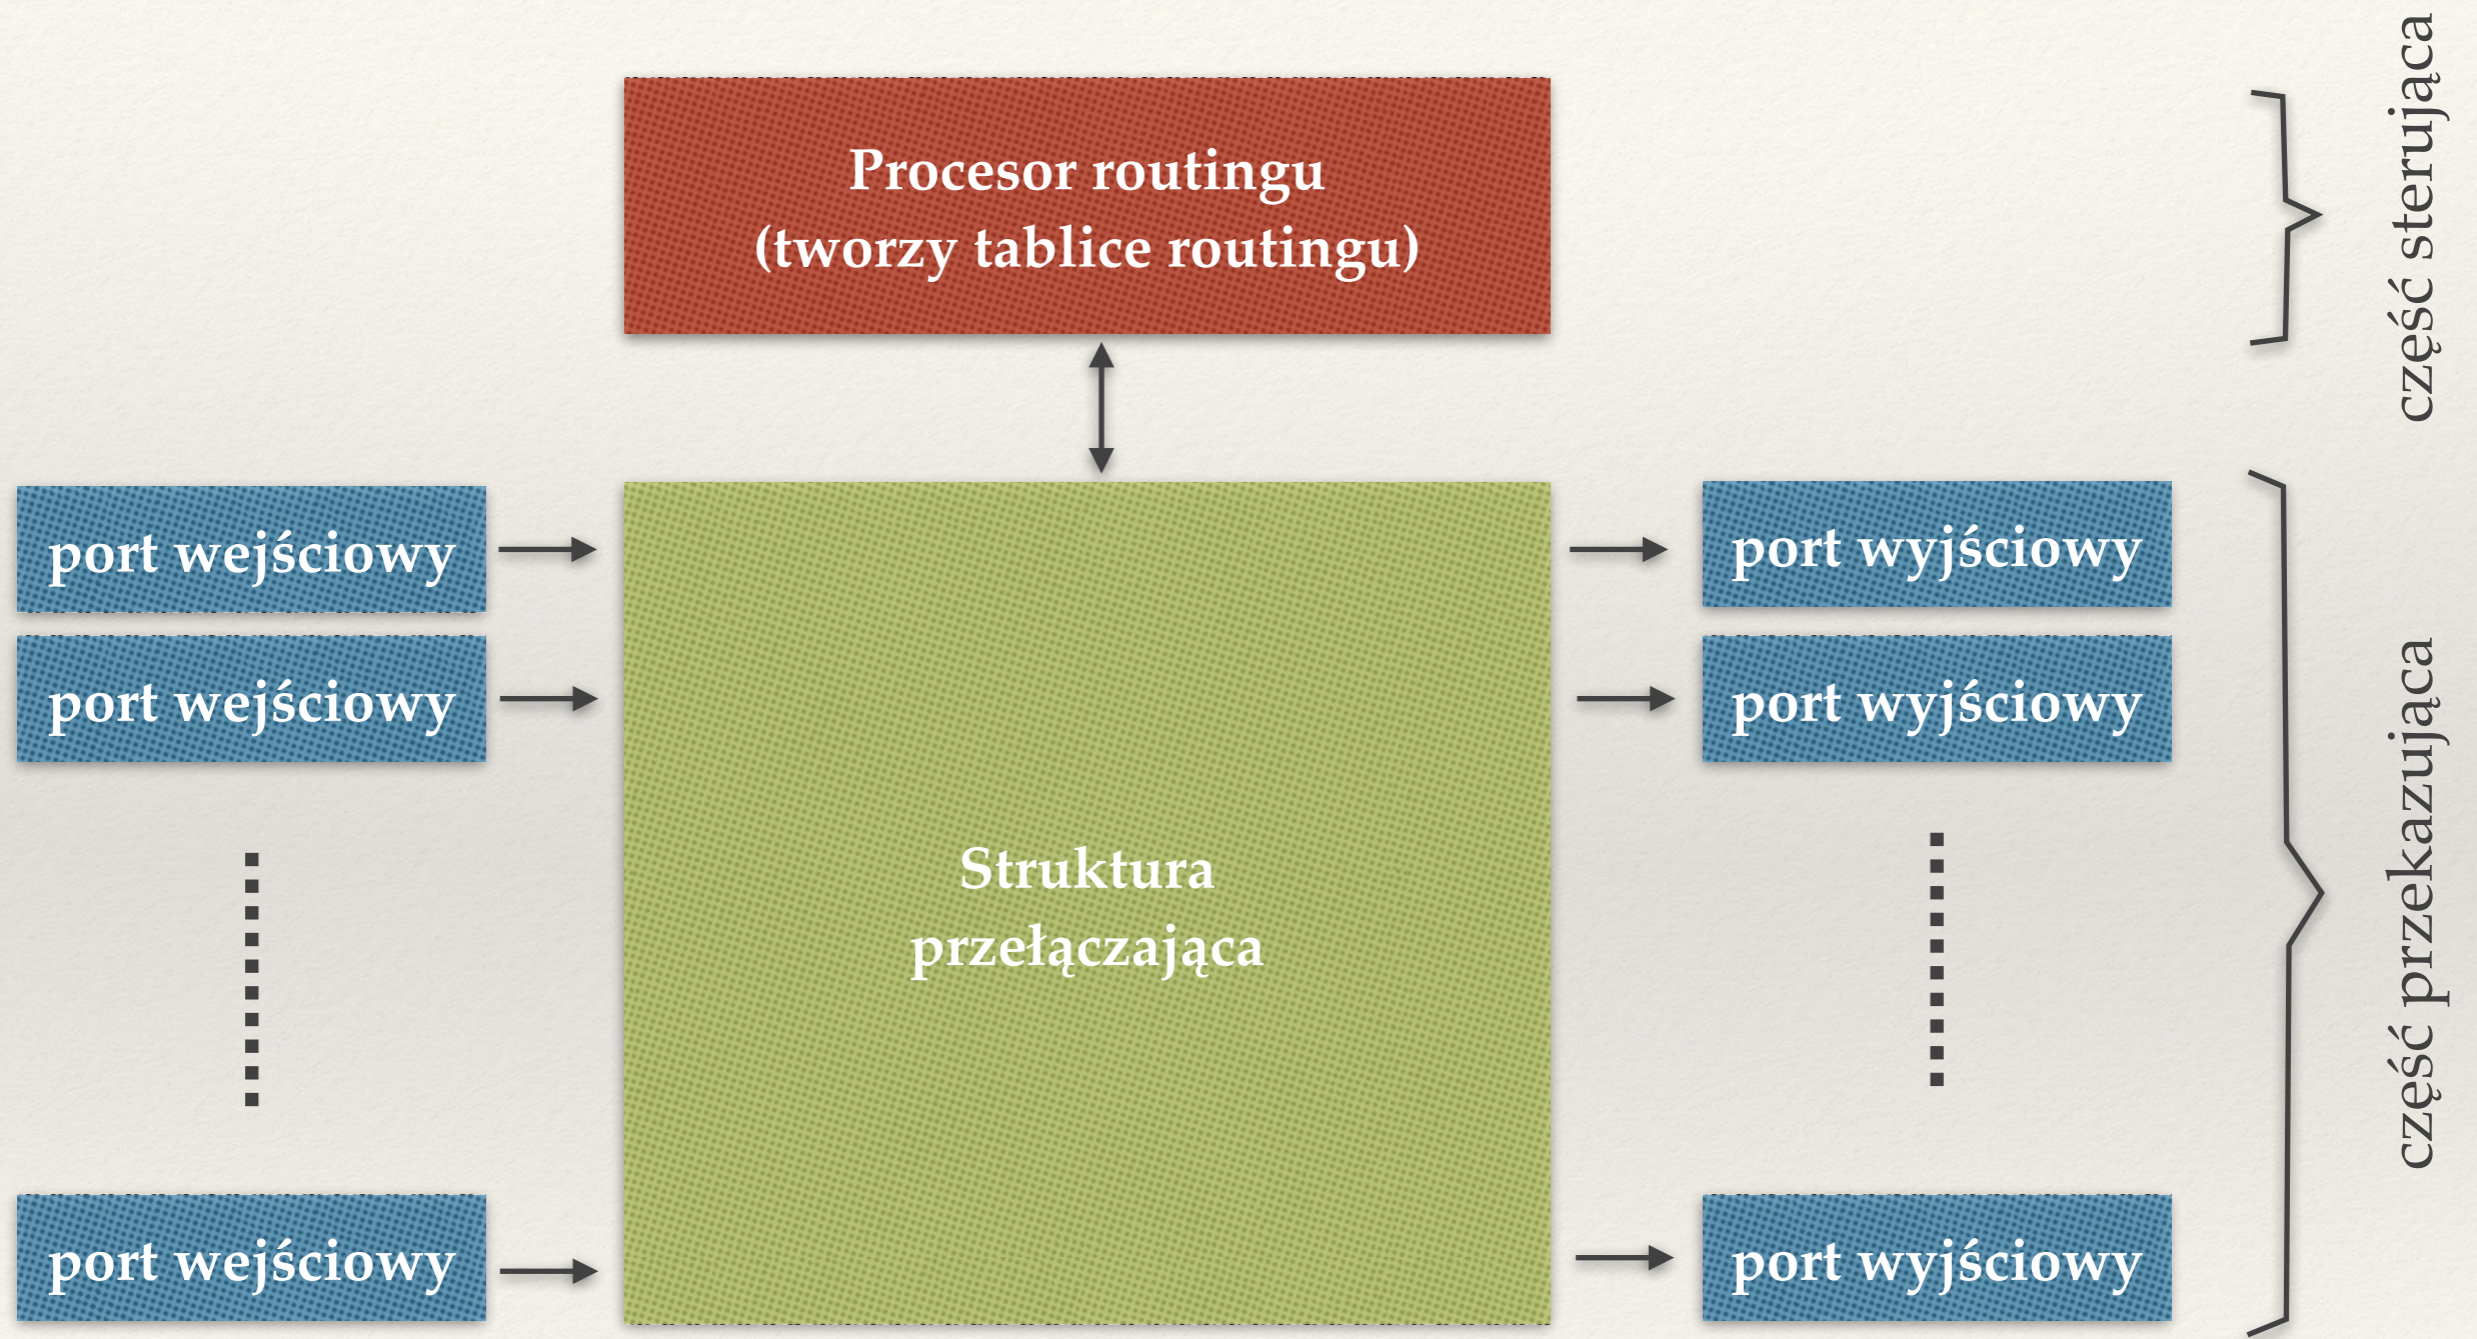 Procesor routingu
(tworzy tablice routingu)
część sterująca
port wejściowy
port wyjściowy
port wejściowy
port wyjściowy
Struktura
przełączająca
część przekazująca
port wejściowy
port wyjściowy